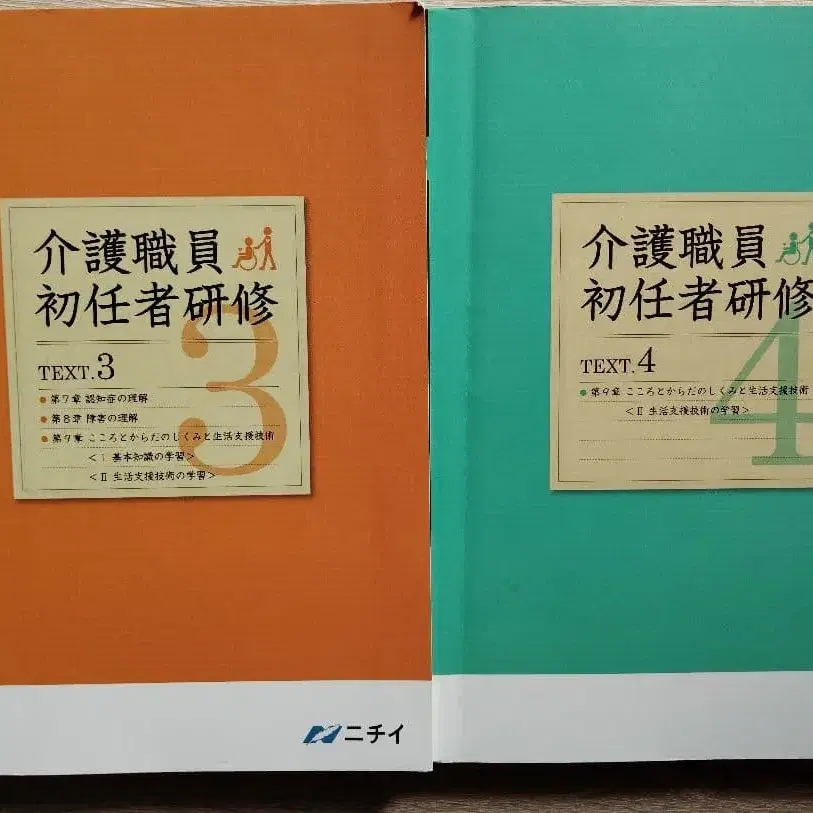 介護職員
初任者研修
TEXT.3
3
● 第7章 認知症の理解
● 第8章 障害の理解
● 第9章 こころとからだのしくみと生活支援技術
＜Ⅰ 基本知識の学習＞
＜Ⅱ 生活支援技術の学習＞
ニチイ
介護職員
初任者研修
TEXT.4
4
● 第9章 こころとからだのしくみと生活支援技術
＜Ⅱ 生活支援技術の学習＞